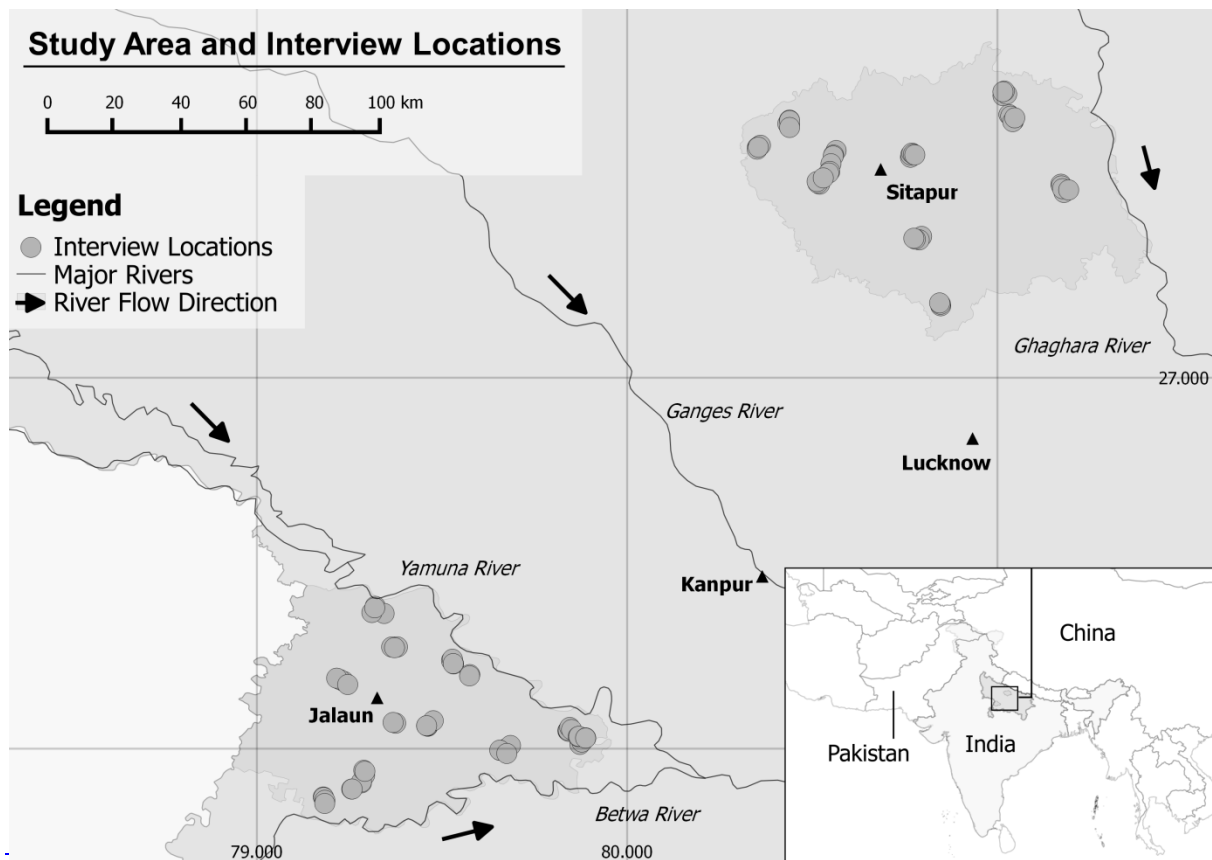 Study Area and Interview Locations
0 20 40 60 80 100 km
Legend
Interview Locations
Major Rivers
River Flow Direction
Sitapur
Ghaghara River
27.000
Ganges River
Lucknow
Yamuna River
Kanpur
Jalaun
Betwa River
79.000
80.000
China
Pakistan
India